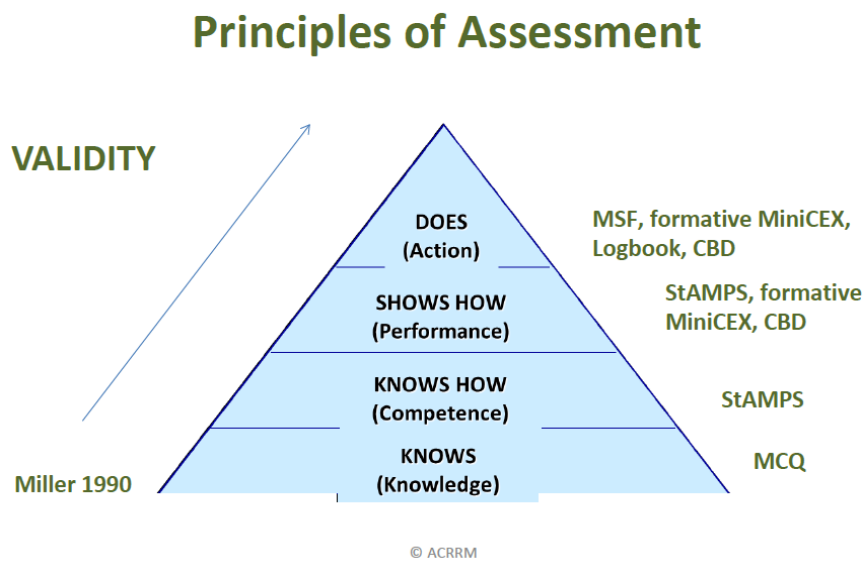 Principles of Assessment
VALIDITY
DOES
(Action)
MSF, formative MiniCEX,
Logbook, CBD
SHOWS HOW
(Performance)
StAMPS, formative
MiniCEX, CBD
KNOWS HOW
(Competence)
StAMPS
KNOWS
(Knowledge)
MCQ
Miller 1990
© ACRRM